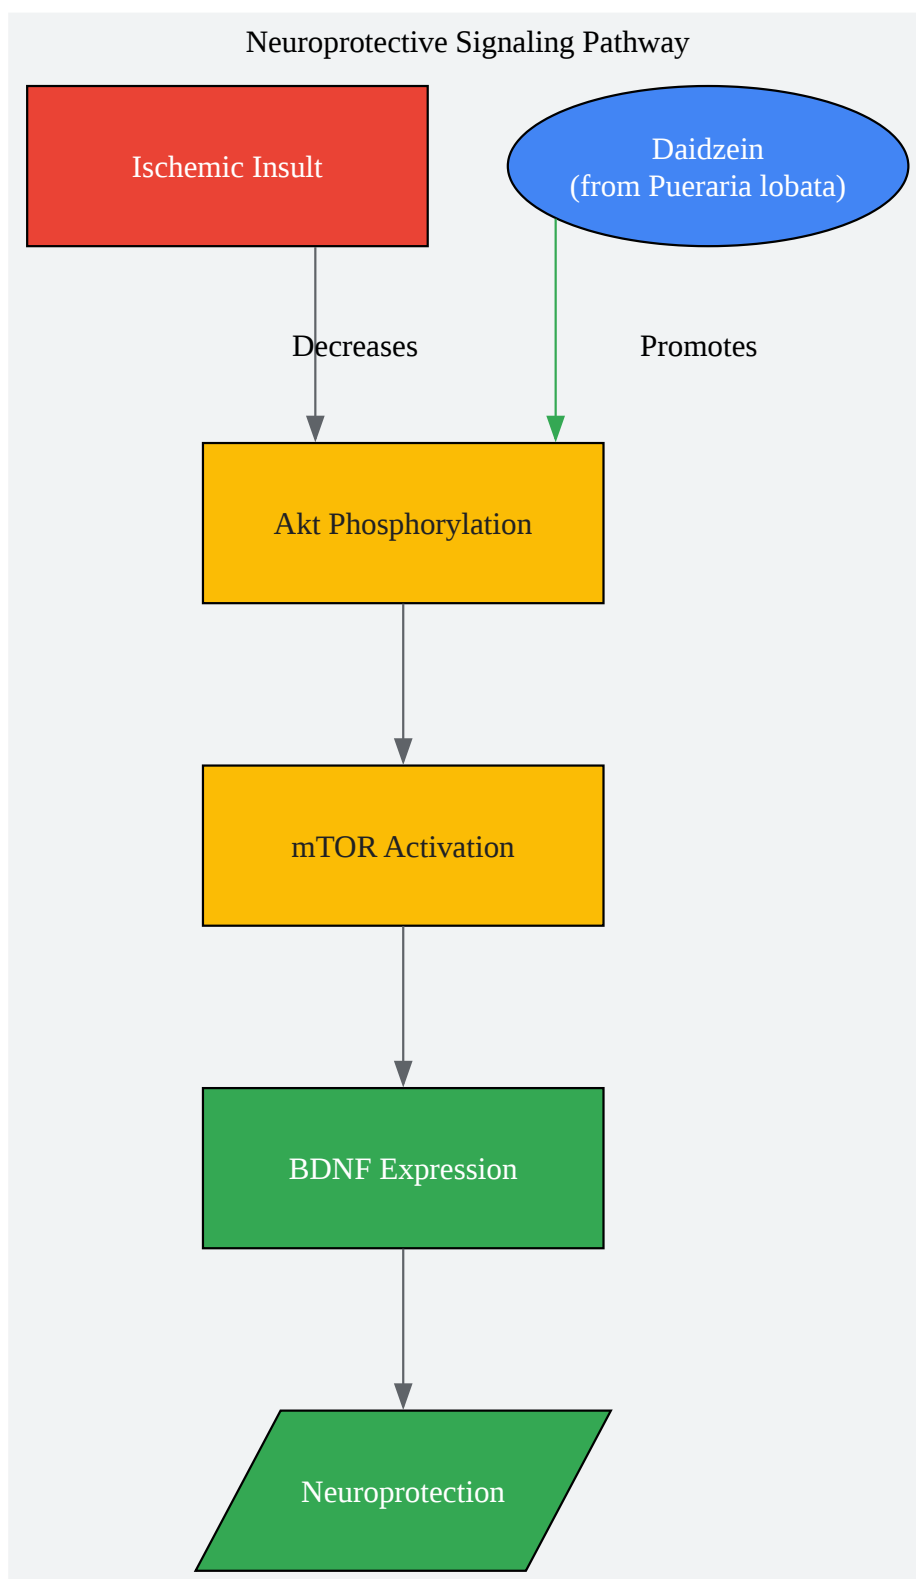 Neuroprotective Signaling Pathway
Ischemic Insult
Daidzein
(from Pueraria lobata)
Decreases
Promotes
Akt Phosphorylation
mTOR Activation
BDNF Expression
Neuroprotection